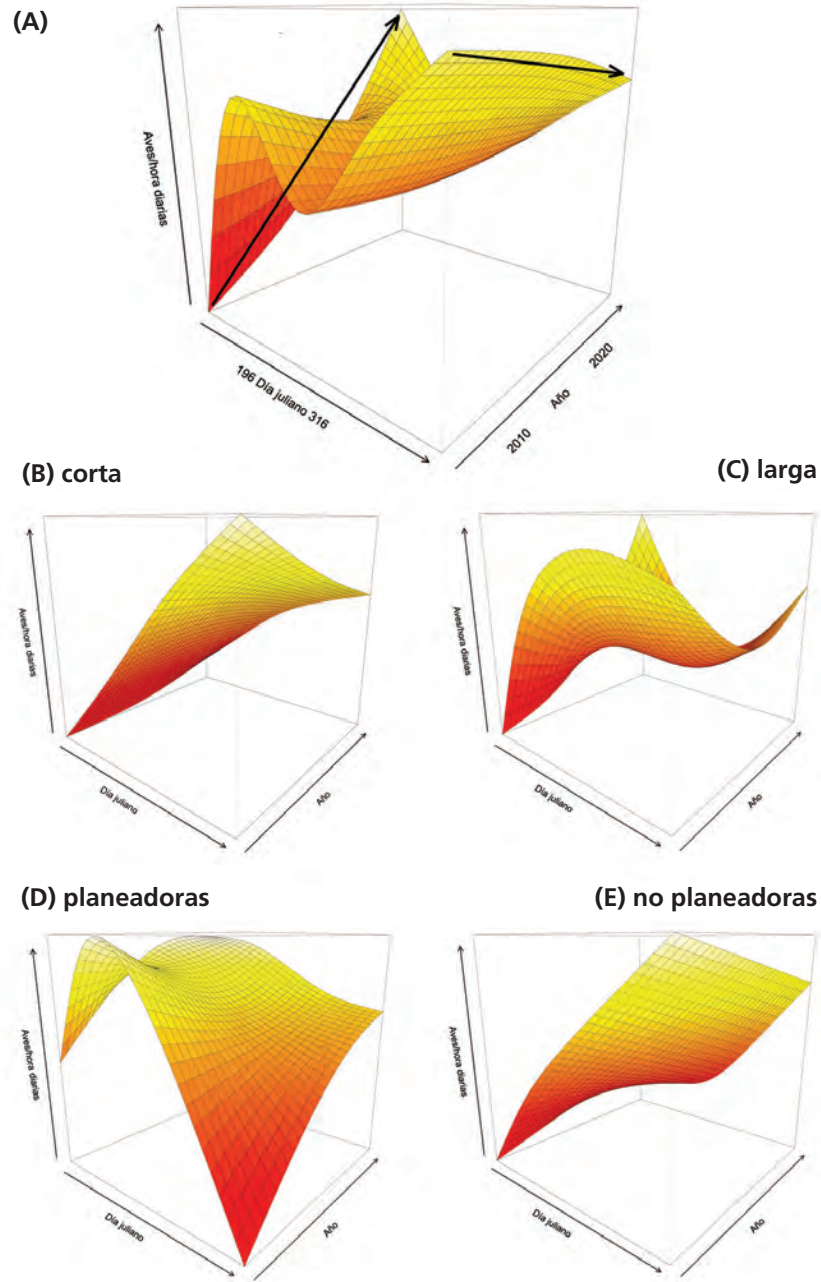 (A)
Aves/hora diarias
196 Día juliano 316
2010 Año 2020
(B) corta
Aves/hora diarias
Día juliano
Año
(C) larga
Aves/hora diarias
Día juliano
Año
(D) planeadoras
Aves/hora diarias
Día juliano
Año
(E) no planeadoras
Aves/hora diarias
Día juliano
Año